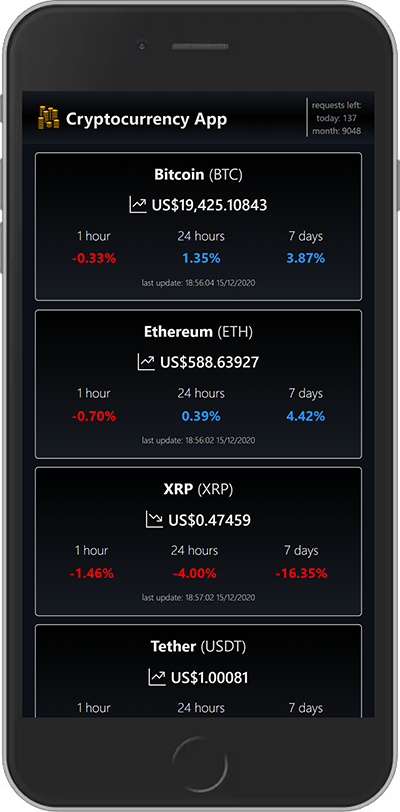 Cryptocurrency App
requests left:
today: 137
month: 9048
Bitcoin (BTC)
US$19,425.10843
1 hour 24 hours 7 days
-0.33% 1.35% 3.87%
last update: 18:56:04 15/12/2020
Ethereum (ETH)
US$588.63927
1 hour 24 hours 7 days
-0.70% 0.39% 4.42%
last update: 18:56:02 15/12/2020
XRP (XRP)
US$0.47459
1 hour 24 hours 7 days
-1.46% -4.00% -16.35%
last update: 18:57:02 15/12/2020
Tether (USDT)
US$1.00081
1 hour 24 hours 7 days